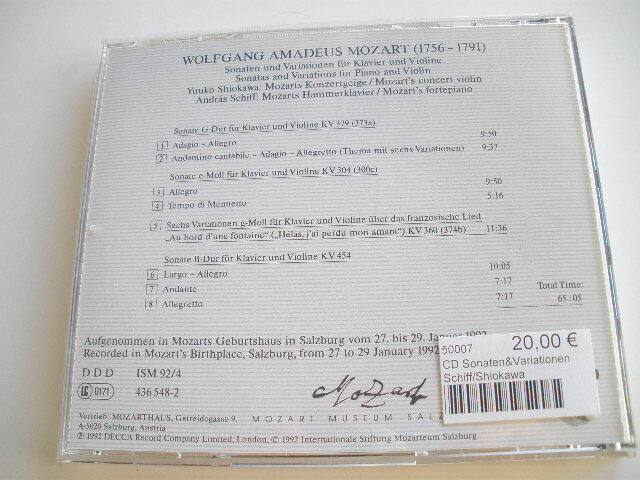 WOLFGANG AMADEUS MOZART (1756-1791)
Sonaten und Variationen für Klavier und Violine
Sonatas and Variations for Piano and Violin
Yuuko Shiokawa: Mozarts Konzertgeige / Mozart's concert violin
András Schiff: Mozarts Hammerklavier / Mozart's fortepiano
Sonate G-Dur für Klavier und Violine KV 379 (373a)
1 Adagio – Allegro 9:50
2 Andantino cantabile – Adagio – Allegretto (Thema mit sechs Variationen) 9:37
Sonate e-Moll für Klavier und Violine KV 304 (300c)
3 Allegro 9:50
4 Tempo di Menuetto 5:16
5 Sechs Variationen g-Moll für Klavier und Violine über das französische Lied
„Au bord d'une fontaine" („Hélas, j'ai perdu mon amant") KV 360 (374b) 11:36
Sonate B-Dur für Klavier und Violine KV 454
6 Largo – Allegro 10:05
7 Andante 7:17
8 Allegretto 7:17
Total Time:
65:05
Aufgenommen in Mozarts Geburtshaus in Salzburg vom 27. bis 29. Januar 1992
Recorded in Mozart's Birthplace, Salzburg, from 27 to 29 January 1992
D D D ISM 92/4
LC 0171 436 548-2
Mozart
MOZART MUSEUM SALZ
Vertrieb: MOZARTHAUS, Getreidegasse 9,
A-5020 Salzburg, Austria
Ⓟ 1992 DECCA Record Company Limited, London, © 1992 Internationale Stiftung Mozarteum Salzburg
50007 20,00 €
CD Sonaten&Variationen
Schiff/Shiokawa